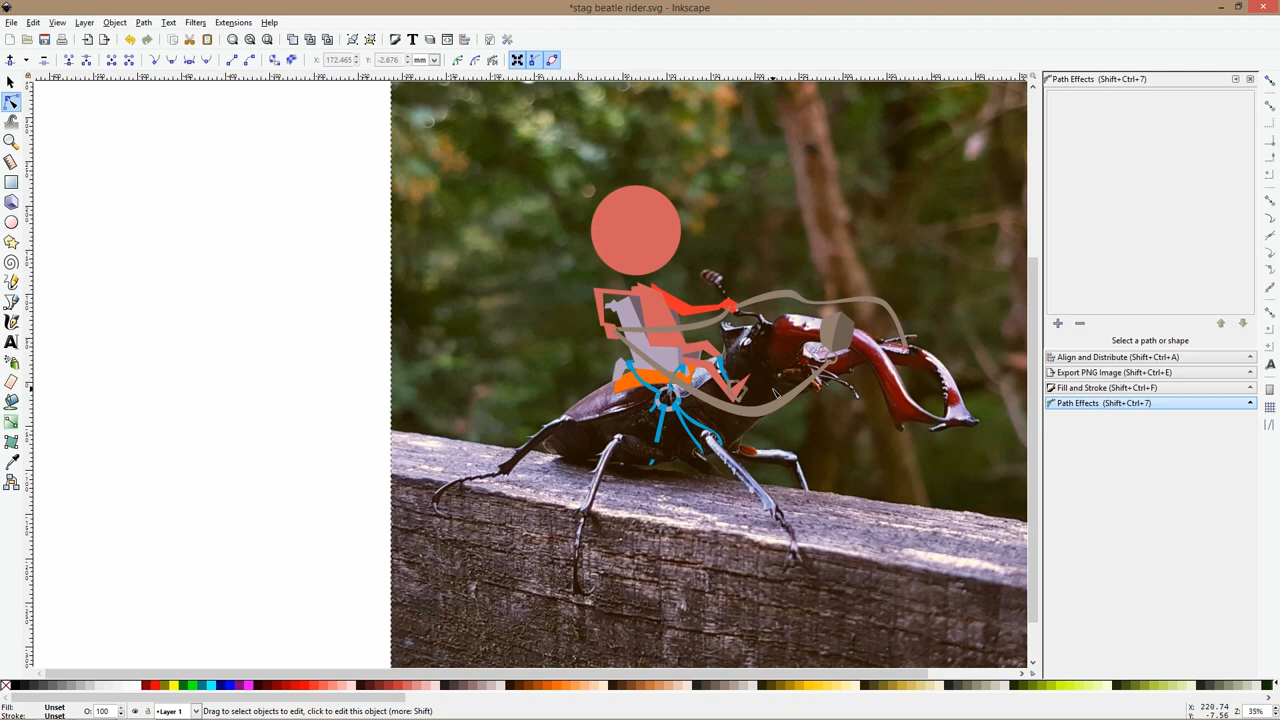 *stag beatle rider.svg - Inkscape
File Edit View Layer Object Path Text Filters Extensions Help
X: 172.465 Y: -2.676 mm
Path Effects (Shift+Ctrl+7)
Select a path or shape
Align and Distribute (Shift+Ctrl+A)
Export PNG Image (Shift+Ctrl+E)
Fill and Stroke (Shift+Ctrl+F)
Path Effects (Shift+Ctrl+7)
Fill: Unset
Stroke: Unset
O: 100
•Layer 1
Drag to select objects to edit, click to edit this object (more: Shift)
X: 220.74
Y: -7.56
Z: 35%